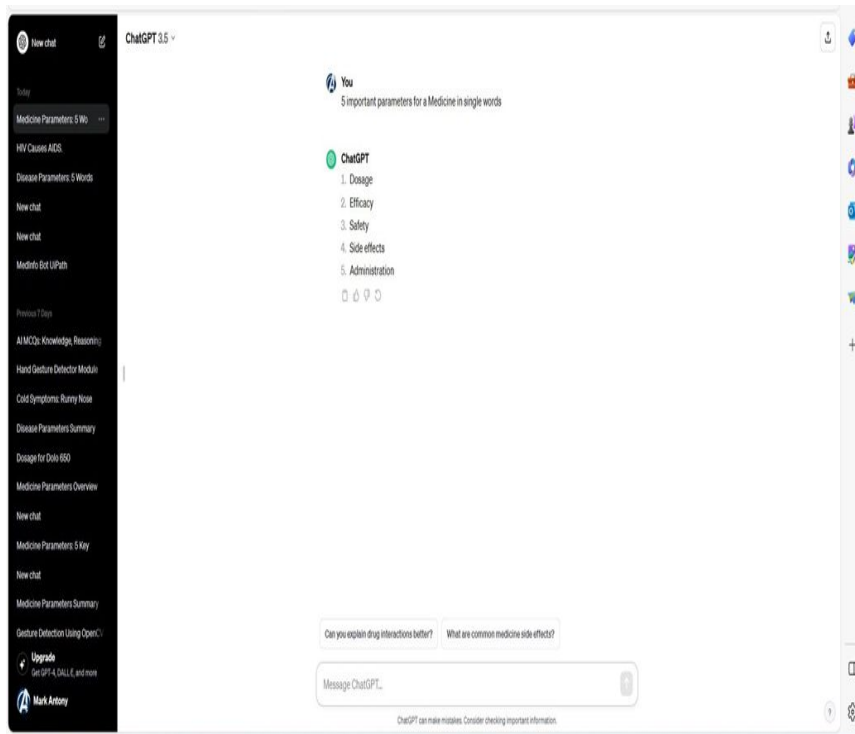 New chat
Today
Medicine Parameters: 5 Wo ...
HIV Causes AIDS.
Disease Parameters: 5 Words
New chat
New chat
MedInfo Bot UiPath
Previous 7 Days
AI MCQs: Knowledge, Reasoning
Hand Gesture Detector Module
Cold Symptoms: Runny Nose
Disease Parameters Summary
Dosage for Dolo 650
Medicine Parameters Overview
New chat
Medicine Parameters: 5 Key
New chat
Medicine Parameters Summary
Gesture Detection Using OpenCV
Upgrade
Get GPT-4, DALL·E, and more
Mark Antony
ChatGPT 3.5
You
5 important parameters for a Medicine in single words
ChatGPT
1. Dosage
2. Efficacy
3. Safety
4. Side effects
5. Administration
Can you explain drug interactions better?
What are common medicine side effects?
Message ChatGPT...
ChatGPT can make mistakes. Consider checking important information.
?